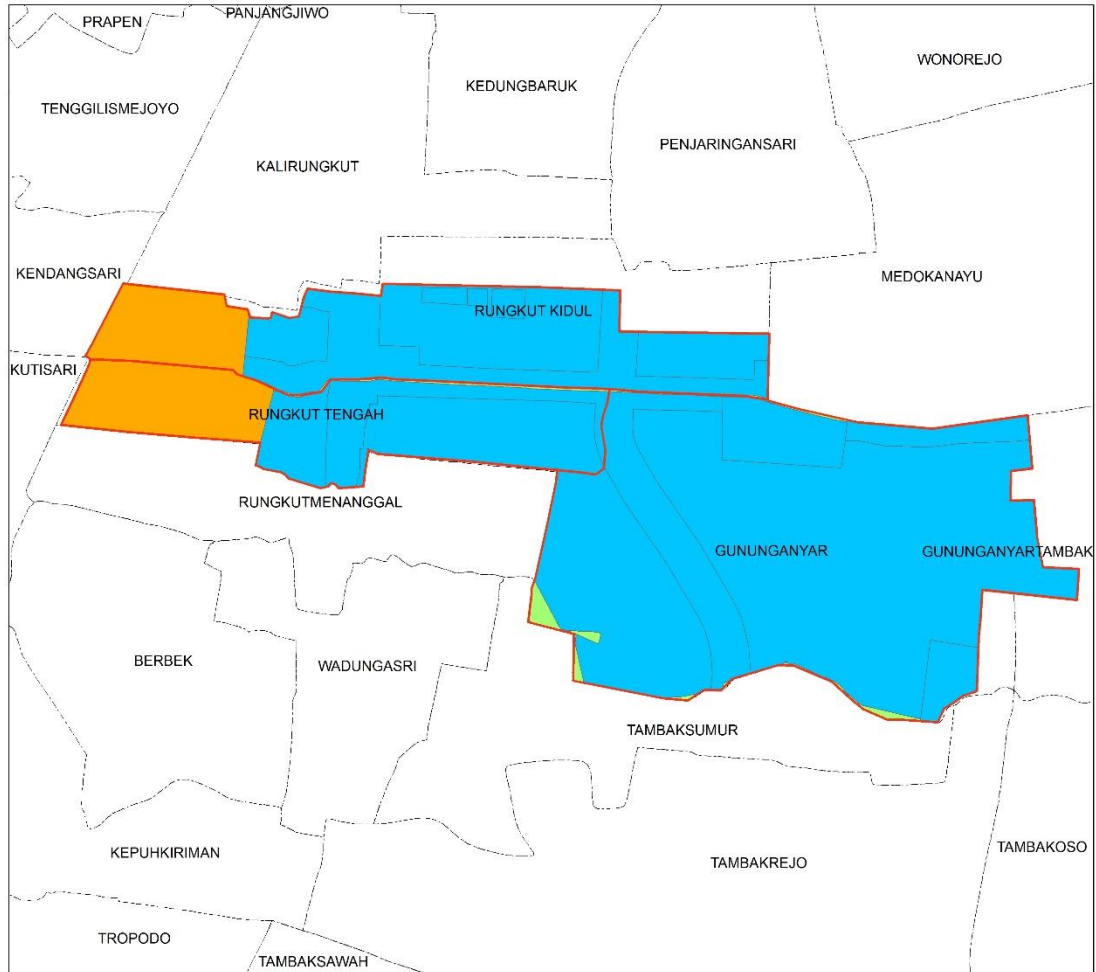 PRAPEN
PANJANGJIWO
WONOREJO
KEDUNGBARUK
TENGGILISMEJOYO
PENJARINGANSARI
KALIRUNGKUT
KENDANGSARI
MEDOKANAYU
RUNGKUT KIDUL
KUTISARI
RUNGKUT TENGAH
RUNGKUTMENANGGAL
GUNUNGANYAR
GUNUNGANYARTAMBAK
BERBEK
WADUNGASRI
TAMBAKSUMUR
KEPUHKIRIMAN
TAMBAKREJO
TAMBAKOSO
TROPODO
TAMBAKSAWAH